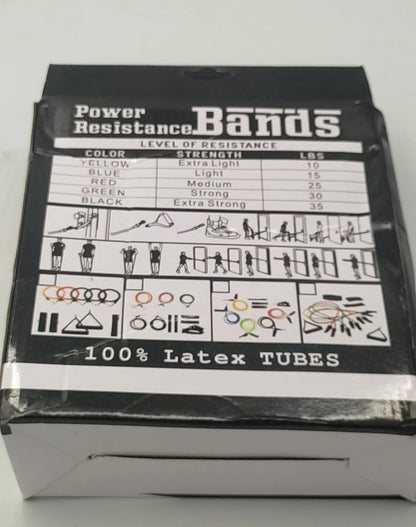 Power
Resistance Bands
LEVEL OF RESISTANCE
COLOR STRENGTH LBS
YELLOW Extra Light 10
BLUE Light 15
RED Medium 25
GREEN Strong 30
BLACK Extra Strong 35
100% Latex TUBES